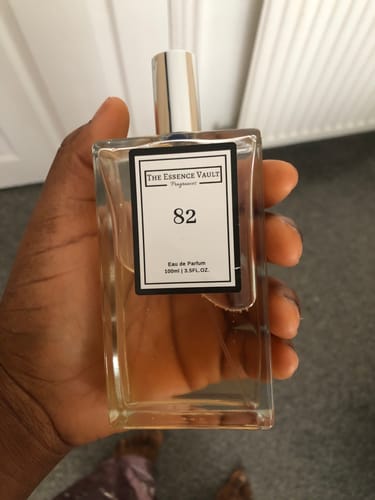 THE ESSENCE VAULT
Fragrances
82
Eau de Parfum
100ml | 3.5FL.OZ.